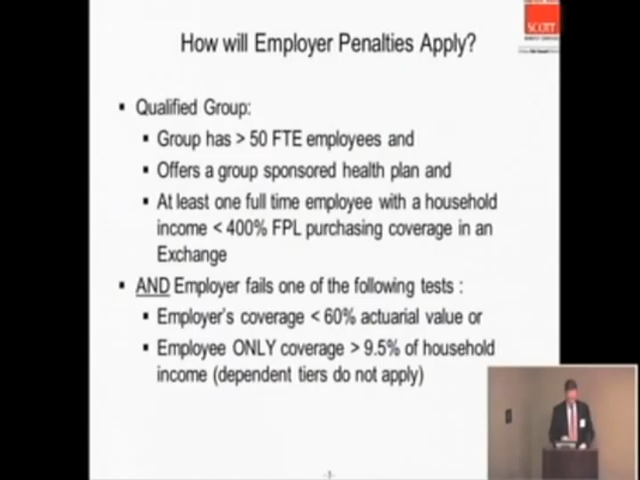 SCOTT
How will Employer Penalties Apply?
▪ Qualified Group:
▪ Group has > 50 FTE employees and
▪ Offers a group sponsored health plan and
▪ At least one full time employee with a household
income < 400% FPL purchasing coverage in an
Exchange
▪ AND Employer fails one of the following tests :
▪ Employer's coverage < 60% actuarial value or
▪ Employee ONLY coverage > 9.5% of household
income (dependent tiers do not apply)